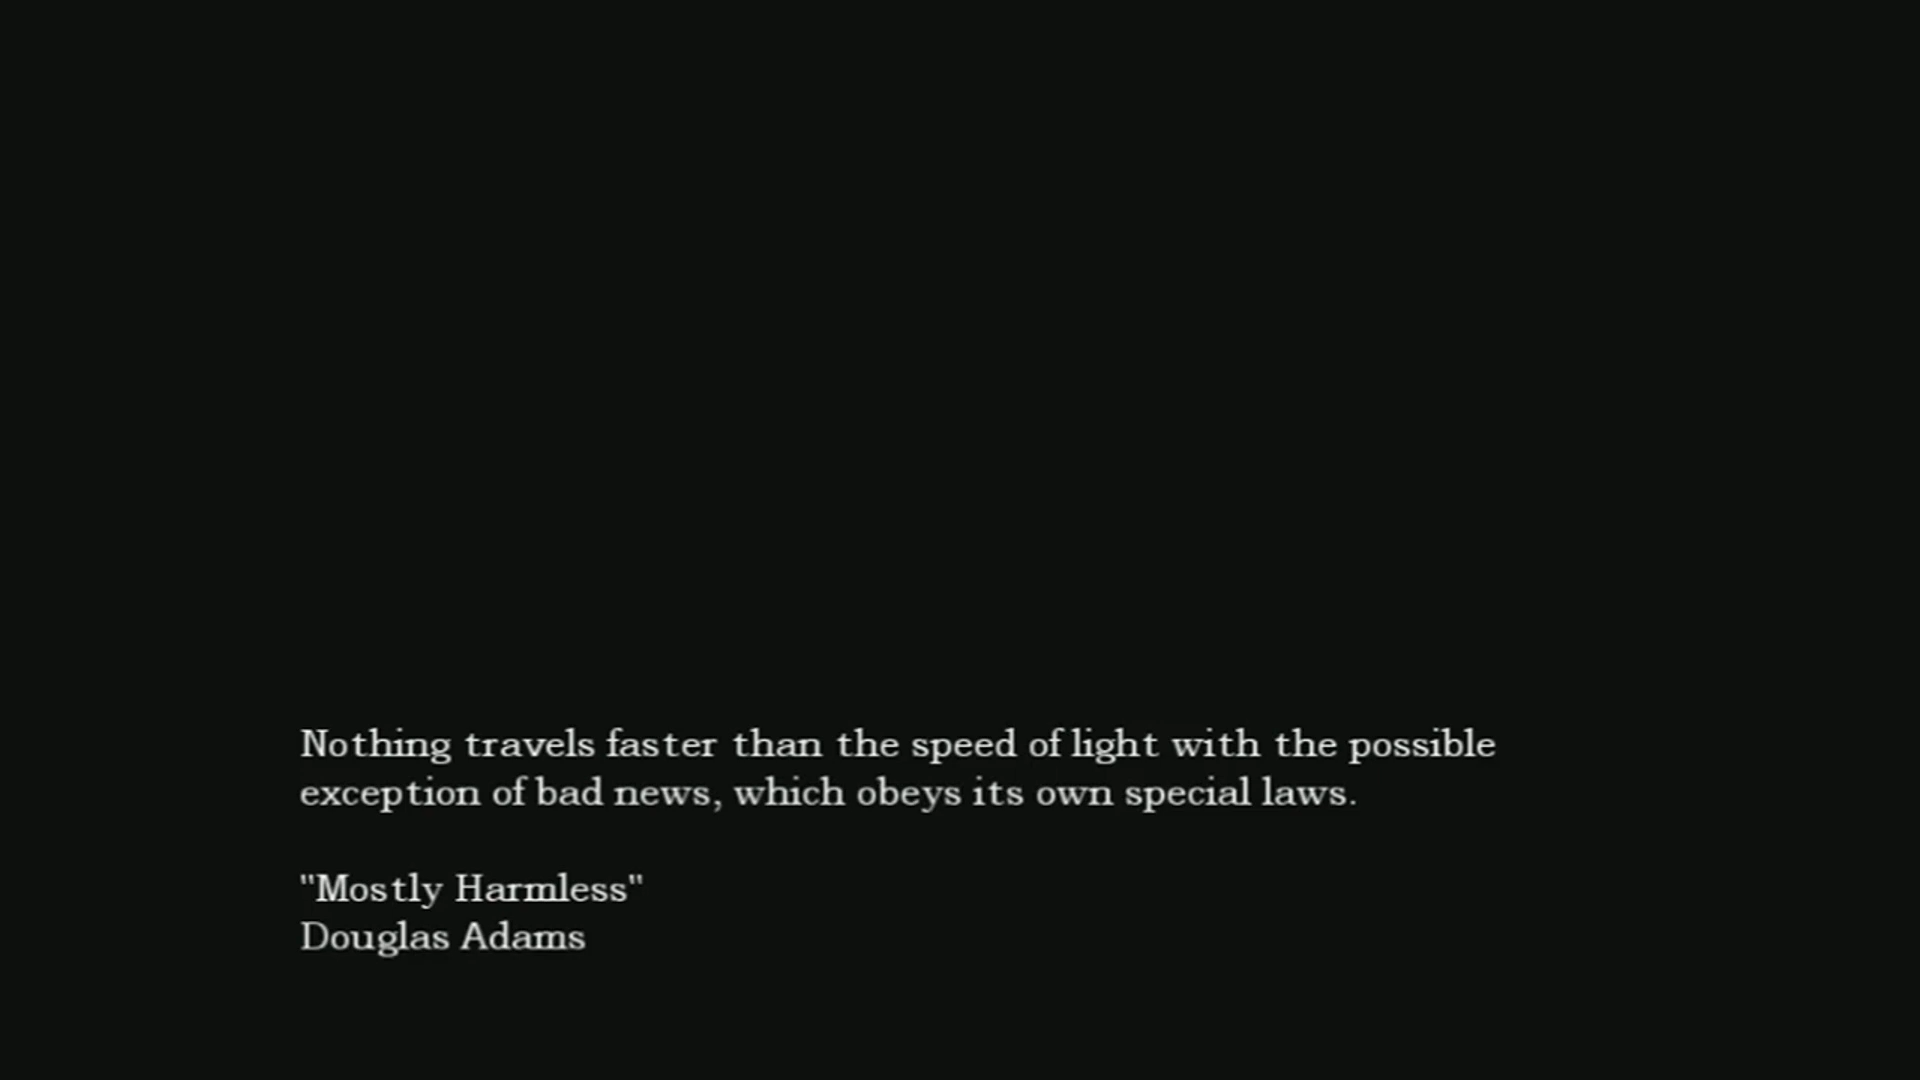 Nothing travels faster than the speed of light with the possible
exception of bad news, which obeys its own special laws.
"Mostly Harmless"
Douglas Adams